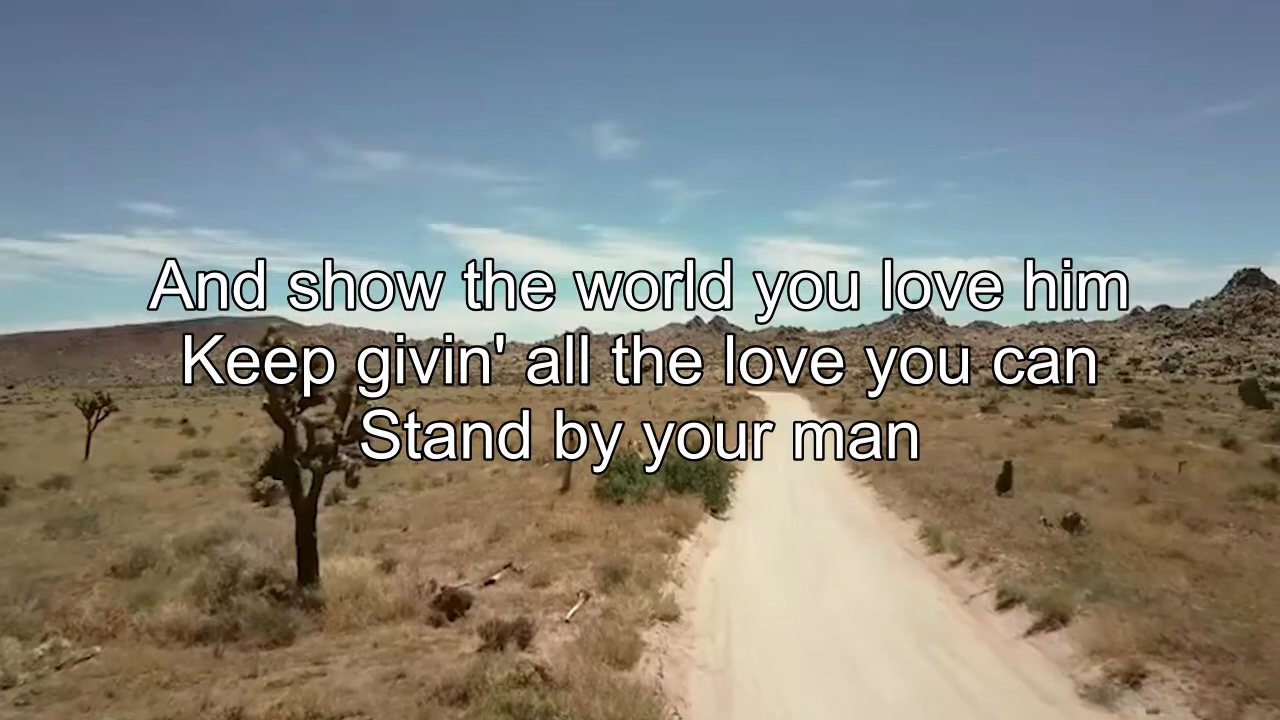 And show the world you love him
Keep givin' all the love you can
Stand by your man